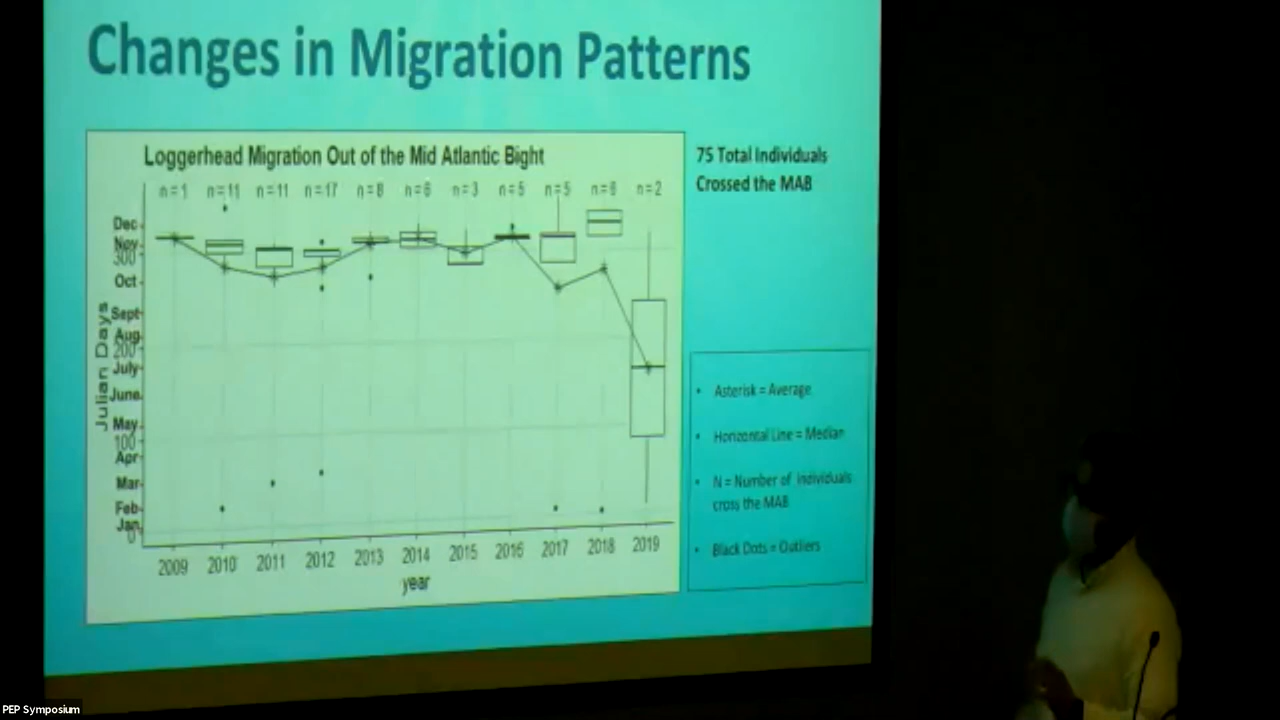 Changes in Migration Patterns
Loggerhead Migration Out of the Mid Atlantic Bight
n=1 n=11 n=11 n=17 n=8 n=6 n=3 n=5 n=5 n=6 n=2
Dec
Nov
300
Oct
Sept
Aug
200
July
June
May
100
Apr
Mar
Feb
Jan
0
Julian Days
2009 2010 2011 2012 2013 2014 2015 2016 2017 2018 2019
year
75 Total Individuals
Crossed the MAB
• Asterisk = Average
• Horizontal Line = Median
• N = Number of individuals
cross the MAB
• Black Dots = Outliers
PEP Symposium